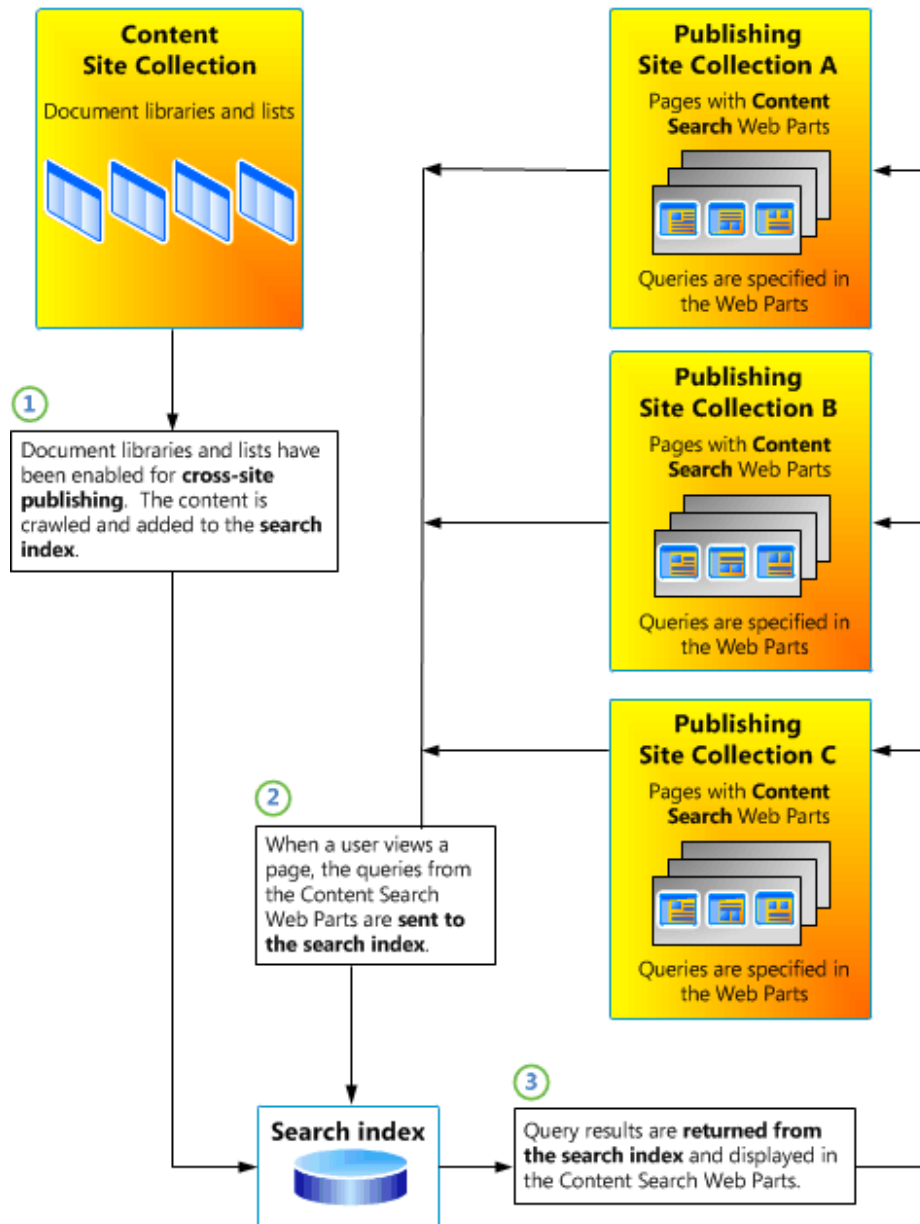 Content
Site Collection
Document libraries and lists
1
Document libraries and lists have
been enabled for cross-site
publishing.  The content is
crawled and added to the search
index.
Publishing
Site Collection A
Pages with Content
Search Web Parts
Queries are specified in
the Web Parts
Publishing
Site Collection B
Pages with Content
Search Web Parts
Queries are specified in
the Web Parts
Publishing
Site Collection C
Pages with Content
Search Web Parts
Queries are specified in
the Web Parts
2
When a user views a
page, the queries from
the Content Search
Web Parts are sent to
the search index.
Search index
3
Query results are returned from
the search index and displayed in
the Content Search Web Parts.